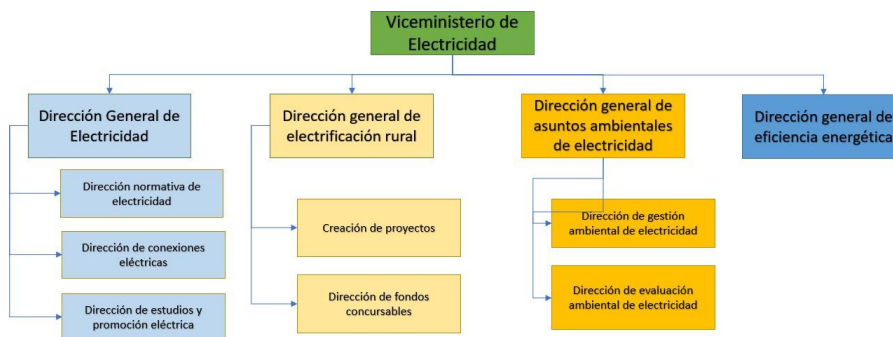 Viceministerio de
Electricidad
Dirección General de
Electricidad
Dirección general de
electrificación rural
Dirección general de
asuntos ambientales
de electricidad
Dirección general de
eficiencia energética
Dirección normativa de
electricidad
Dirección de conexiones
eléctricas
Dirección de estudios y
promoción eléctrica
Creación de proyectos
Dirección de fondos
concursables
Dirección de gestión
ambiental de electricidad
Dirección de evaluación
ambiental de electricidad